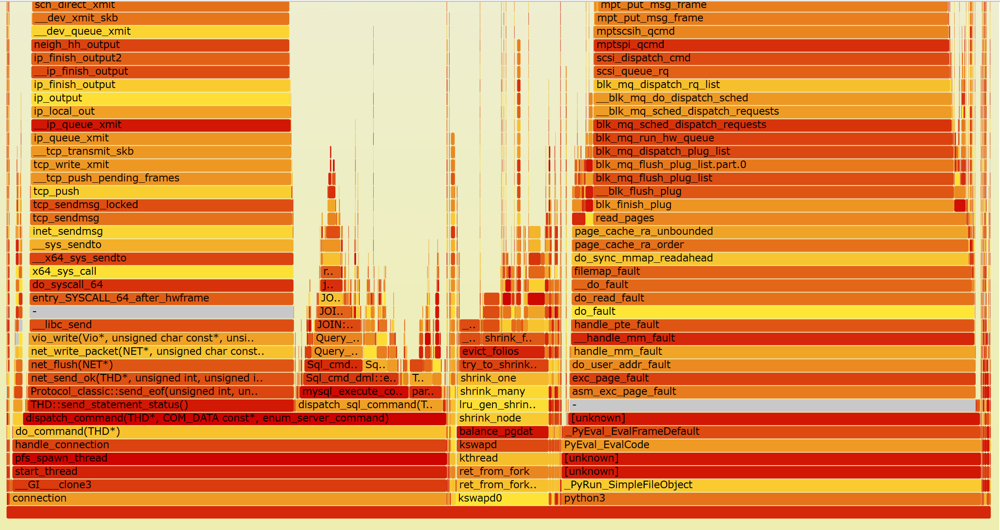 sch_direct_xmit
__dev_xmit_skb
__dev_queue_xmit
neigh_hh_output
ip_finish_output2
__ip_finish_output
ip_finish_output
ip_output
ip_local_out
__ip_queue_xmit
ip_queue_xmit
__tcp_transmit_skb
tcp_write_xmit
__tcp_push_pending_frames
tcp_push
tcp_sendmsg_locked
tcp_sendmsg
inet_sendmsg
__sys_sendto
__x64_sys_sendto
x64_sys_call
do_syscall_64
entry_SYSCALL_64_after_hwframe
-
__libc_send
vio_write(Vio*, unsigned char const*, unsi..
net_write_packet(NET*, unsigned char const..
net_flush(NET*)
net_send_ok(THD*, unsigned int, unsigned i..
Protocol_classic::send_eof(unsigned int, un..
THD::send_statement_status()
dispatch_command(THD*, COM_DATA const*, enum_server_command)
do_command(THD*)
handle_connection
pfs_spawn_thread
start_thread
__GI___clone3
connection
r..
j..
JO..
JOI..
JOIN:..
Query_..
Query_..
Sql_cmd..
Sq..
Sql_cmd_dml::e..
T..
mysql_execute_co..
par..
dispatch_sql_command(T..
_..
_..
shrink_f..
evict_folios
try_to_shrink..
shrink_one
shrink_many
lru_gen_shrin..
shrink_node
balance_pgdat
kswapd
kthread
ret_from_fork
ret_from_fork..
kswapd0
mpt_put_msg_frame
mpt_put_msg_frame
mptscsih_qcmd
mptspi_qcmd
scsi_dispatch_cmd
scsi_queue_rq
blk_mq_dispatch_rq_list
__blk_mq_do_dispatch_sched
__blk_mq_sched_dispatch_requests
blk_mq_sched_dispatch_requests
blk_mq_run_hw_queue
blk_mq_dispatch_plug_list
blk_mq_flush_plug_list.part.0
blk_mq_flush_plug_list
__blk_flush_plug
blk_finish_plug
read_pages
page_cache_ra_unbounded
page_cache_ra_order
do_sync_mmap_readahead
filemap_fault
__do_fault
do_read_fault
do_fault
handle_pte_fault
__handle_mm_fault
handle_mm_fault
do_user_addr_fault
exc_page_fault
asm_exc_page_fault
-
[unknown]
_PyEval_EvalFrameDefault
PyEval_EvalCode
[unknown]
[unknown]
_PyRun_SimpleFileObject
python3